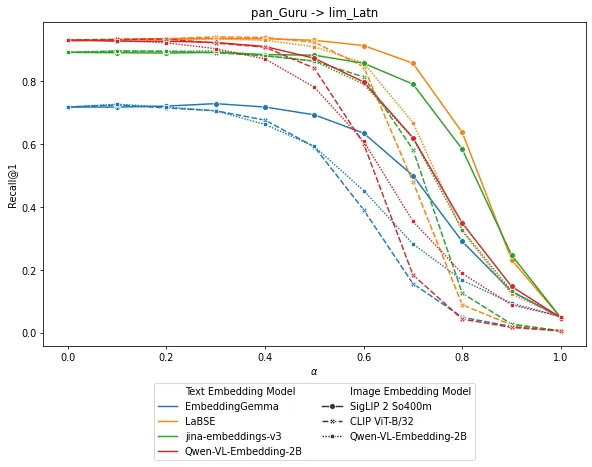 pan_Guru -> lim_Latn
Recall@1
0.8
0.6
0.4
0.2
0.0
0.0 0.2 0.4 0.6 0.8 1.0
α
Text Embedding Model
EmbeddingGemma
LaBSE
jina-embeddings-v3
Qwen-VL-Embedding-2B
Image Embedding Model
SigLIP 2 So400m
CLIP ViT-B/32
Qwen-VL-Embedding-2B